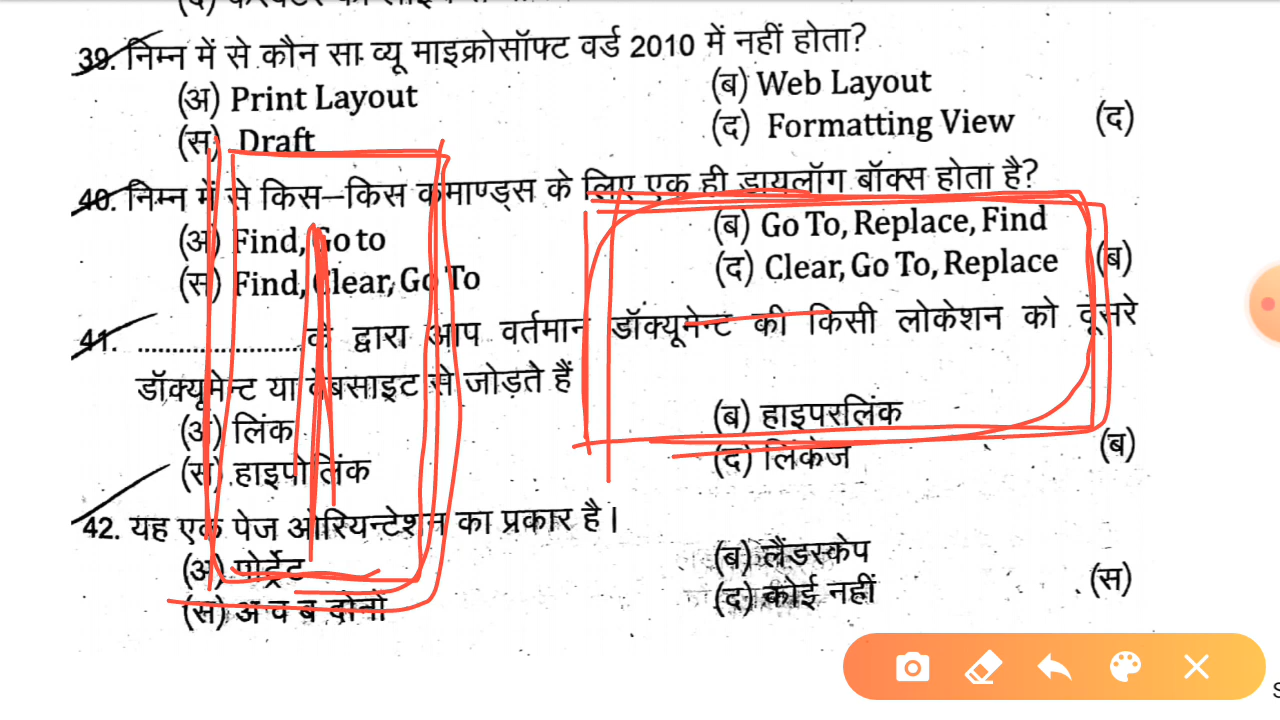 39. निम्न में से कौन सा व्यू माइक्रोसॉफ्ट वर्ड 2010 में नहीं होता?
(अ) Print Layout (ब) Web Layout
(स) Draft (द) Formatting View (द)
40. निम्न में से किस–किस कमाण्ड्स के लिए एक ही डायलॉग बॉक्स होता है?
(अ) Find, Go to (ब) Go To, Replace, Find
(स) Find, Clear, Go To (द) Clear, Go To, Replace (ब)
41. ........................ के द्वारा आप वर्तमान डॉक्यूमेन्ट की किसी लोकेशन को दूसरे
डॉक्यूमेन्ट या वेबसाइट से जोड़ते हैं
(अ) लिंक (ब) हाइपरलिंक
(स) हाइपोलिंक (द) लिंकेज (ब)
42. यह एक पेज ओरियन्टेशन का प्रकार है।
(अ) पोर्ट्रेट (ब) लैंडस्केप
(स) अ व ब दोनो (द) कोई नहीं (स)